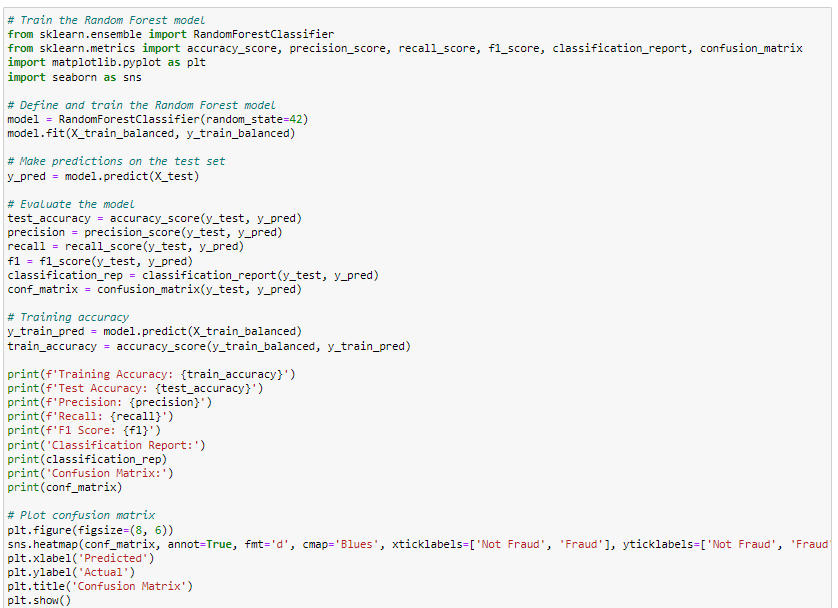 # Train the Random Forest model
from sklearn.ensemble import RandomForestClassifier
from sklearn.metrics import accuracy_score, precision_score, recall_score, f1_score, classification_report, confusion_matrix
import matplotlib.pyplot as plt
import seaborn as sns
# Define and train the Random Forest model
model = RandomForestClassifier(random_state=42)
model.fit(X_train_balanced, y_train_balanced)
# Make predictions on the test set
y_pred = model.predict(X_test)
# Evaluate the model
test_accuracy = accuracy_score(y_test, y_pred)
precision = precision_score(y_test, y_pred)
recall = recall_score(y_test, y_pred)
f1 = f1_score(y_test, y_pred)
classification_rep = classification_report(y_test, y_pred)
conf_matrix = confusion_matrix(y_test, y_pred)
# Training accuracy
y_train_pred = model.predict(X_train_balanced)
train_accuracy = accuracy_score(y_train_balanced, y_train_pred)
print(f'Training Accuracy: {train_accuracy}')
print(f'Test Accuracy: {test_accuracy}')
print(f'Precision: {precision}')
print(f'Recall: {recall}')
print(f'F1 Score: {f1}')
print('Classification Report:')
print(classification_rep)
print('Confusion Matrix:')
print(conf_matrix)
# Plot confusion matrix
plt.figure(figsize=(8, 6))
sns.heatmap(conf_matrix, annot=True, fmt='d', cmap='Blues', xticklabels=['Not Fraud', 'Fraud'], yticklabels=['Not Fraud', 'Fraud'
plt.xlabel('Predicted')
plt.ylabel('Actual')
plt.title('Confusion Matrix')
plt.show()